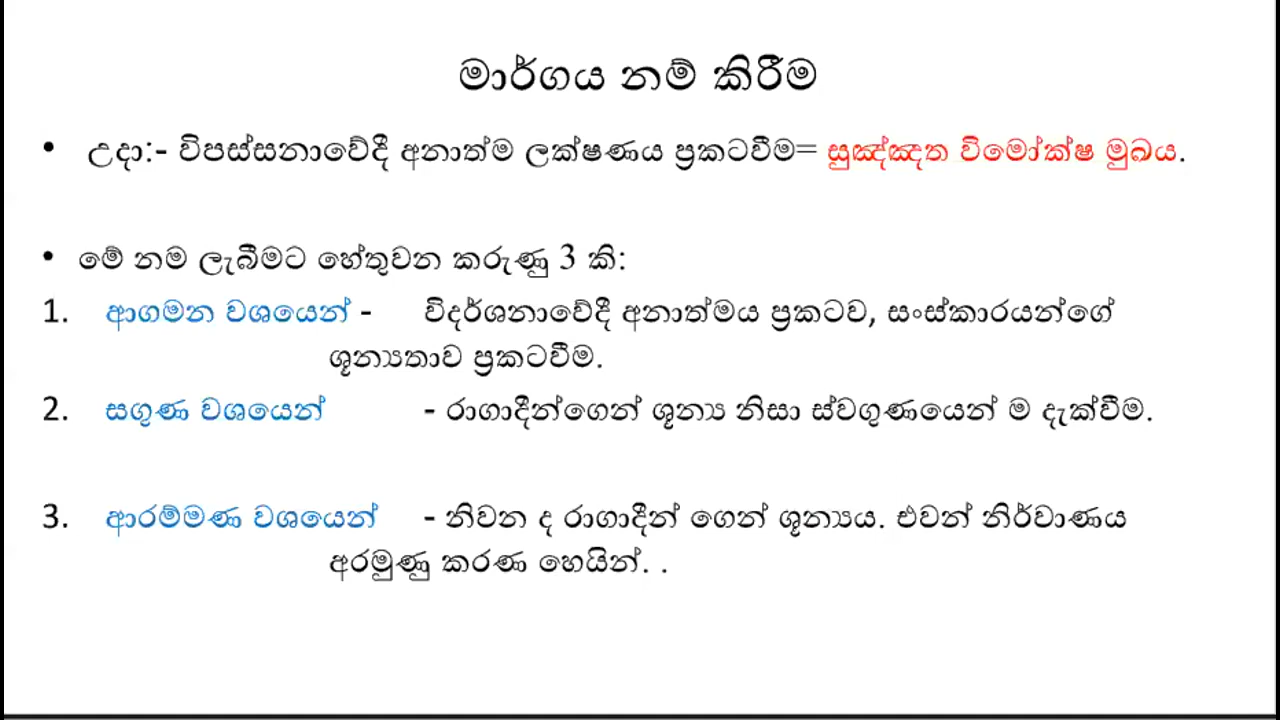 මාර්ගය නම් කිරීම
• උදා:- විපස්සනාවේදී අනාත්ම ලක්ෂණය ප්‍රකටවීම= සුඤ්ඤත විමෝක්ෂ මුඛය.
• මේ නම ලැබීමට හේතුවන කරුණු 3 කි:
1. ආගමන වශයෙන් - විදර්ශනාවේදී අනාත්මය ප්‍රකටව, සංස්කාරයන්ගේ
ශූන්‍යතාව ප්‍රකටවීම.
2. සගුණ වශයෙන් - රාගාදීන්ගෙන් ශූන්‍ය නිසා ස්වගුණයෙන් ම දැක්වීම.
3. ආරම්මණ වශයෙන් - නිවන ද රාගාදීන් ගෙන් ශූන්‍යය. එවන් නිර්වාණය
අරමුණු කරණ හෙයින්. .